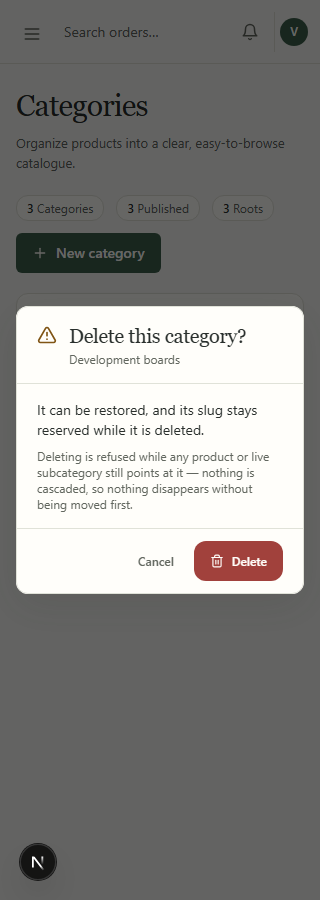 Search orders...
V
Categories
Organize products into a clear, easy-to-browse
catalogue.
3 Categories
3 Published
3 Roots
+ New category
Delete this category?
Development boards
It can be restored, and its slug stays
reserved while it is deleted.
Deleting is refused while any product or live
subcategory still points at it — nothing is
cascaded, so nothing disappears without
being moved first.
Cancel
Delete
N